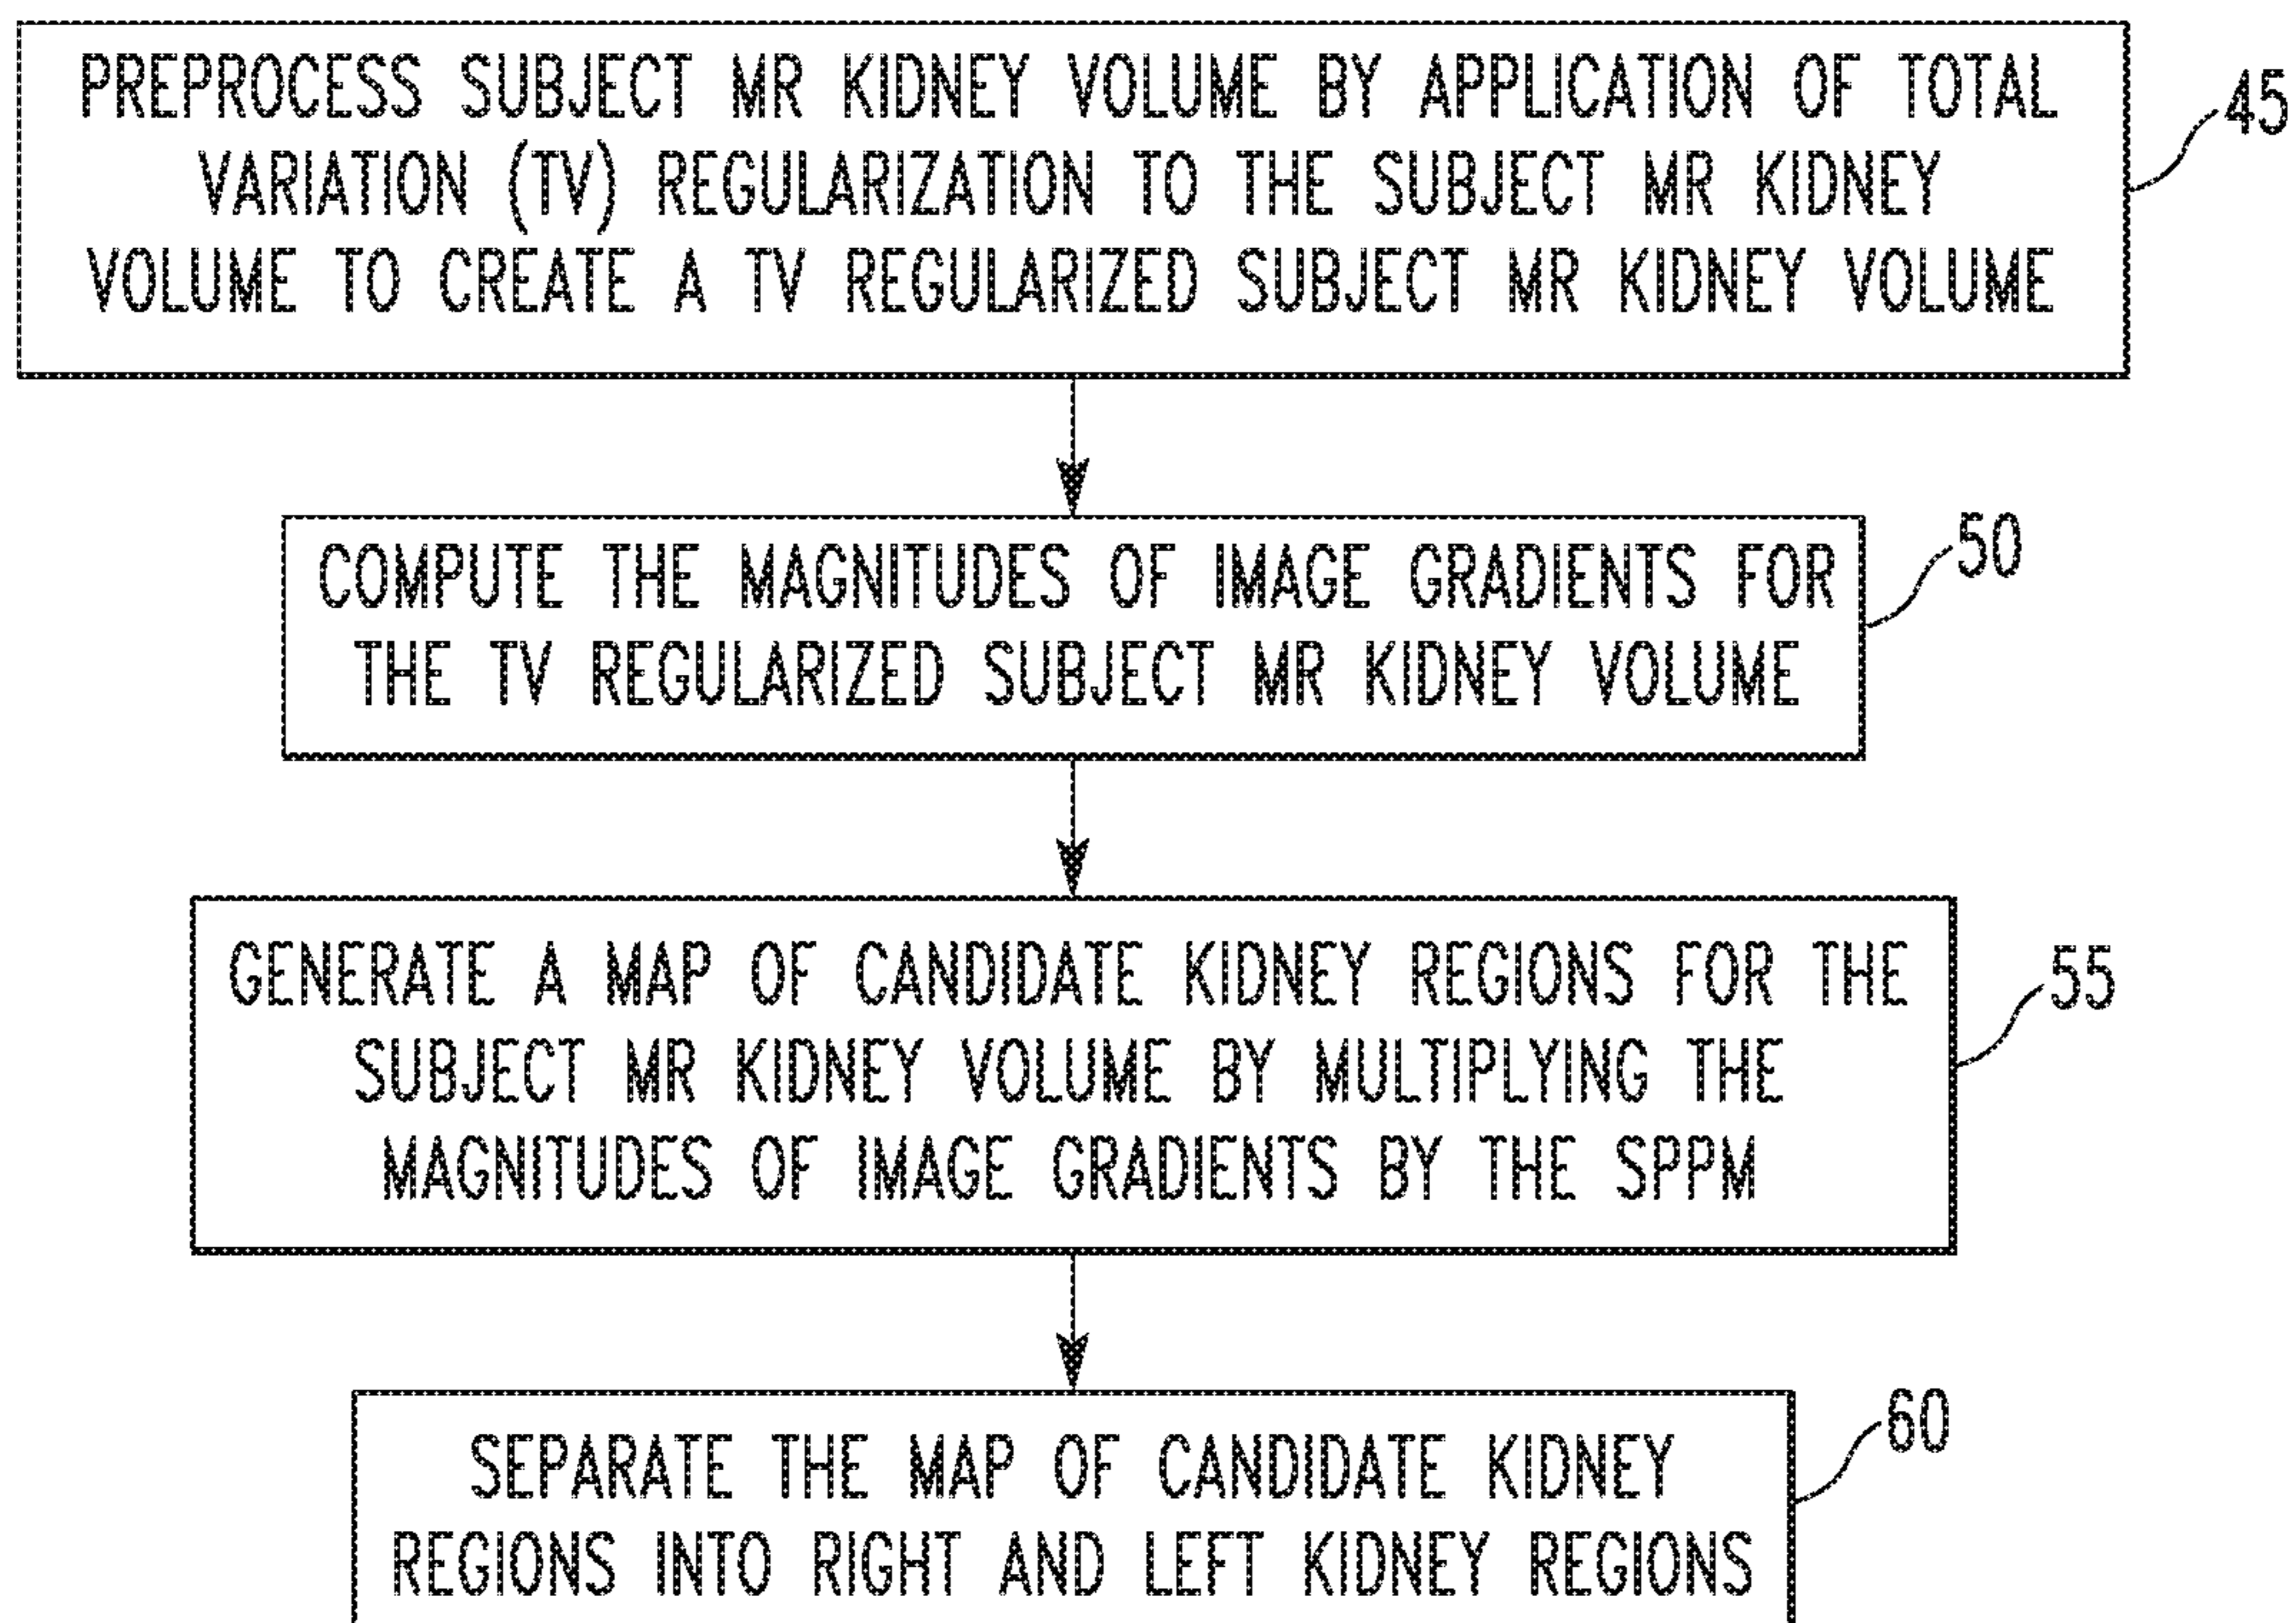 PREPROCESS SUBJECT MR KIDNEY VOLUME BY APPLICATION OF TOTAL
VARIATION (TV) REGULARIZATION TO THE SUBJECT MR KIDNEY
VOLUME TO CREATE A TV REGULARIZED SUBJECT MR KIDNEY VOLUME
45
COMPUTE THE MAGNITUDES OF IMAGE GRADIENTS FOR
THE TV REGULARIZED SUBJECT MR KIDNEY VOLUME
50
GENERATE A MAP OF CANDIDATE KIDNEY REGIONS FOR THE
SUBJECT MR KIDNEY VOLUME BY MULTIPLYING THE
MAGNITUDES OF IMAGE GRADIENTS BY THE SPPM
55
SEPARATE THE MAP OF CANDIDATE KIDNEY
REGIONS INTO RIGHT AND LEFT KIDNEY REGIONS
60